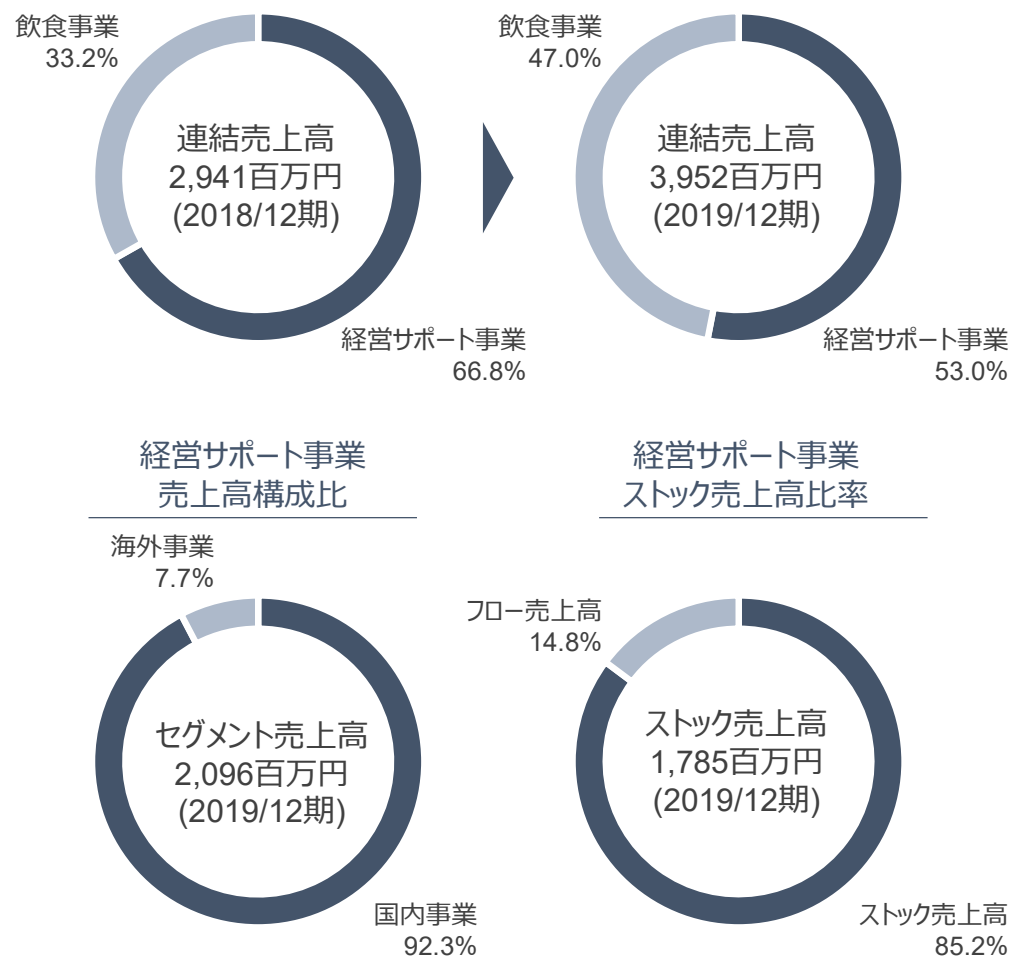 飲食事業
33.2%
連結売上高
2,941百万円
(2018/12期)
経営サポート事業
66.8%
飲食事業
47.0%
連結売上高
3,952百万円
(2019/12期)
経営サポート事業
53.0%
経営サポート事業
売上高構成比
海外事業
7.7%
セグメント売上高
2,096百万円
(2019/12期)
国内事業
92.3%
経営サポート事業
ストック売上高比率
フロー売上高
14.8%
ストック売上高
1,785百万円
(2019/12期)
ストック売上高
85.2%